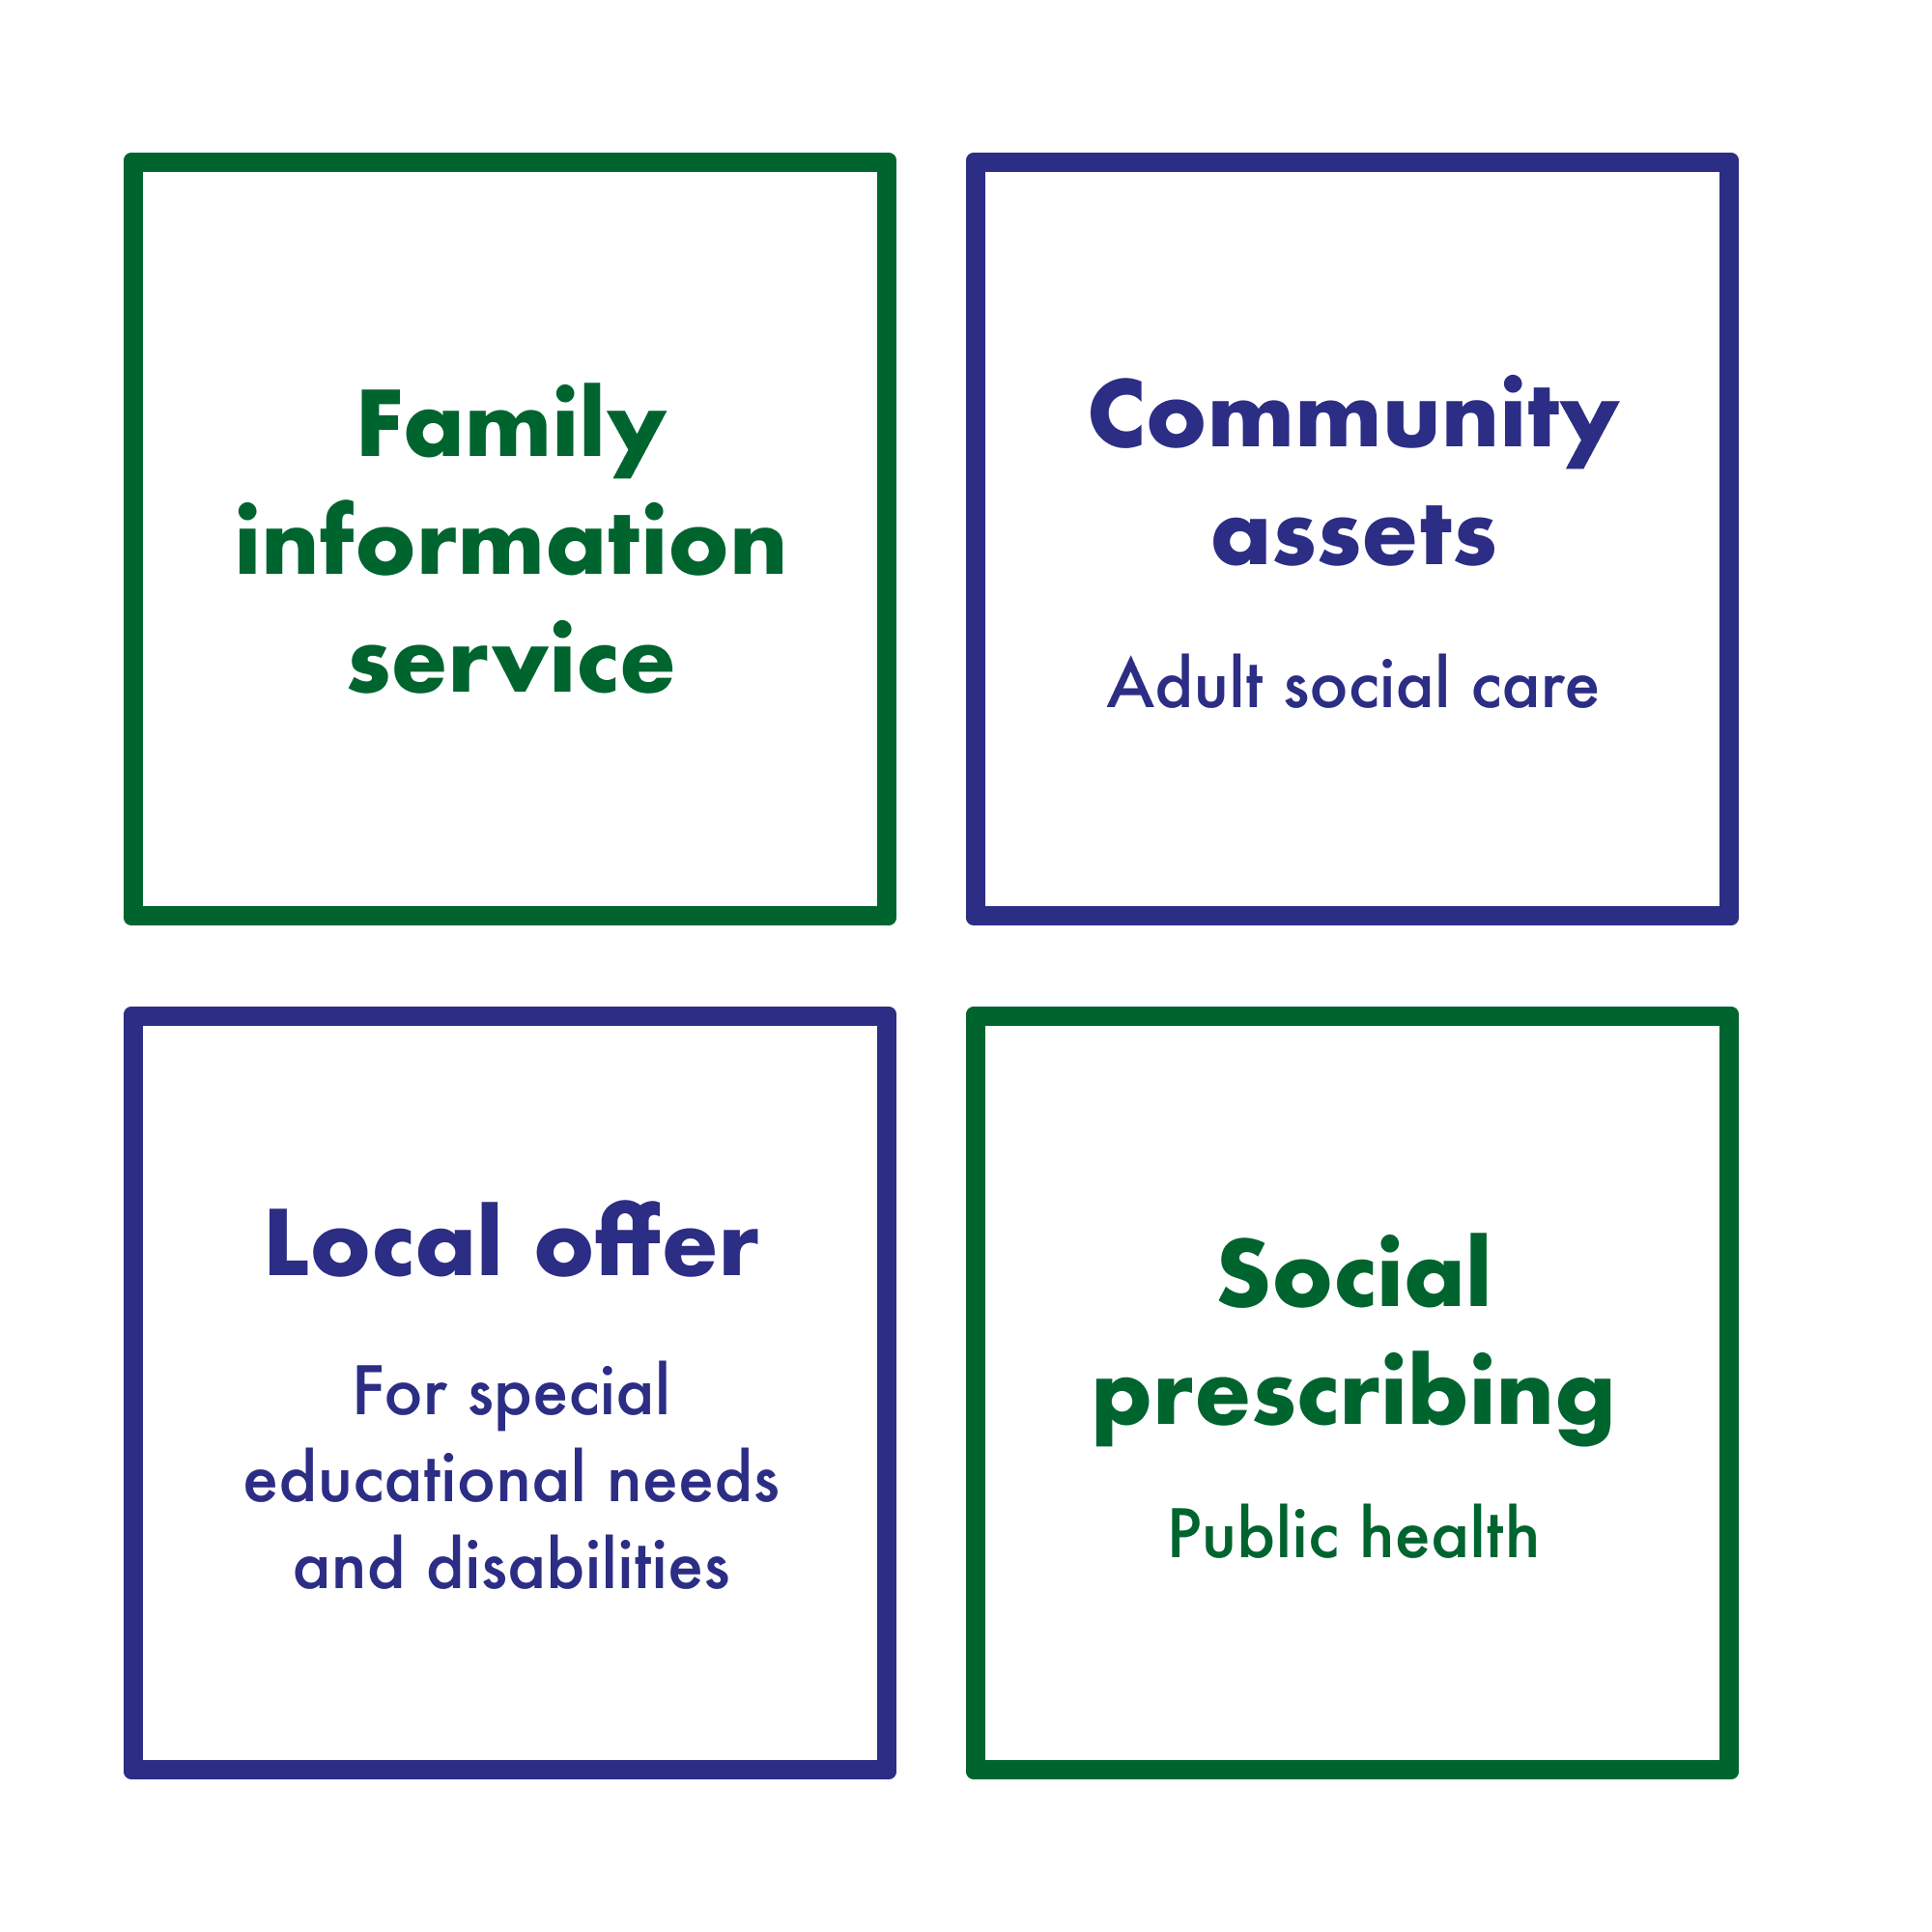 Family
information
service
Community
assets
Adult social care
Local offer
For special
educational needs
and disabilities
Social
prescribing
Public health